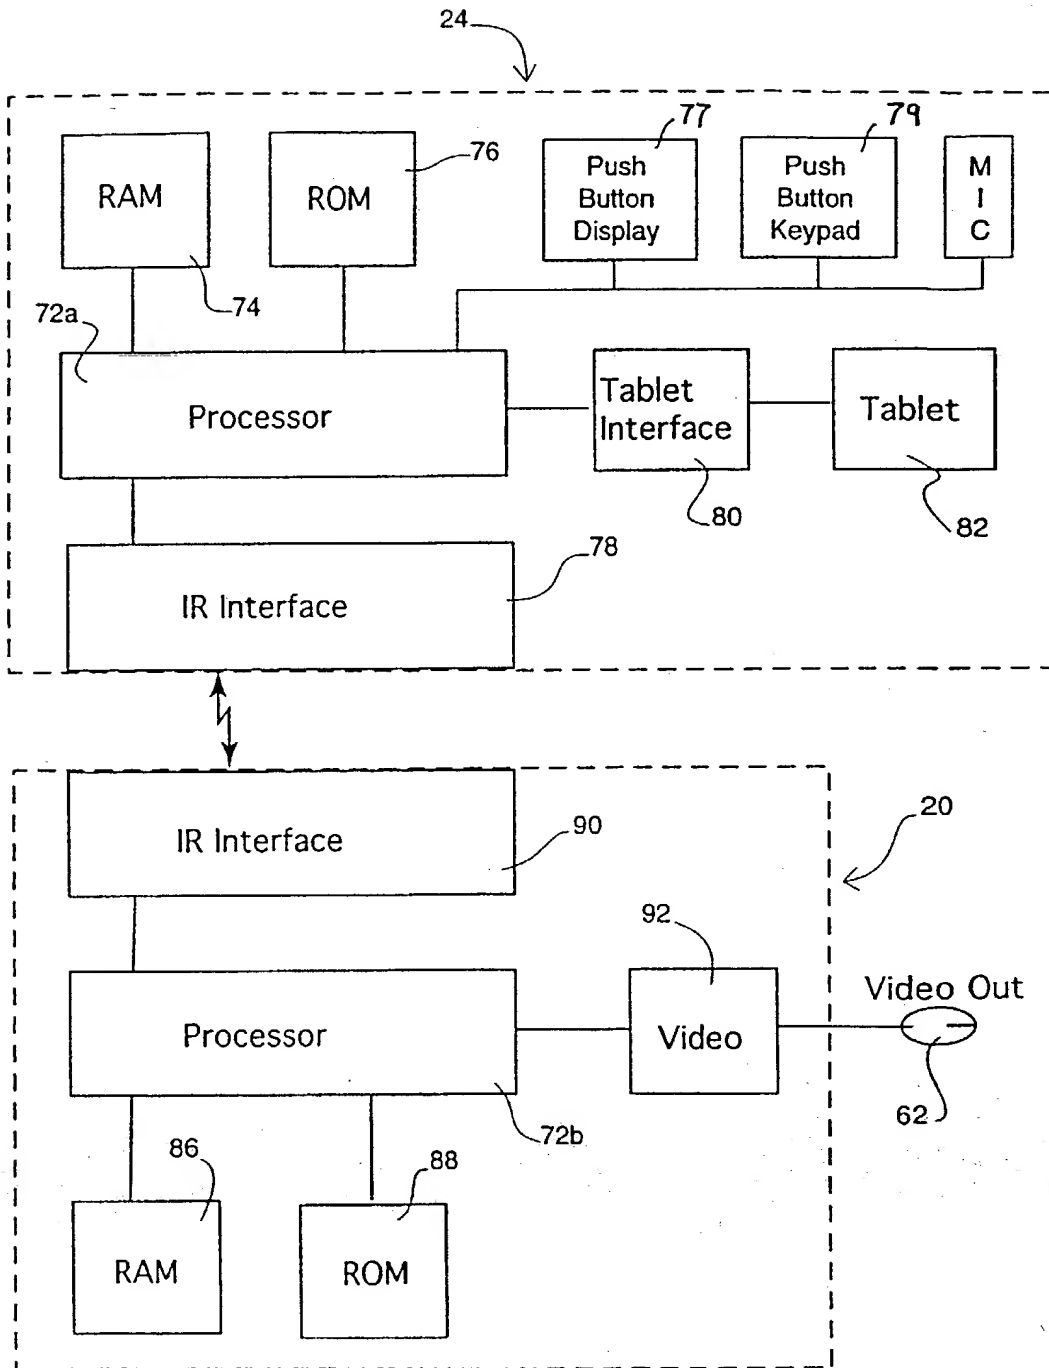 24
77
79
76
RAM
ROM
Push
Button
Display
Push
Button
Keypad
M
I
C
74
72a
Processor
Tablet
Interface
Tablet
80
82
78
IR Interface
IR Interface
90
20
92
Video Out
Processor
Video
62
72b
86
88
RAM
ROM